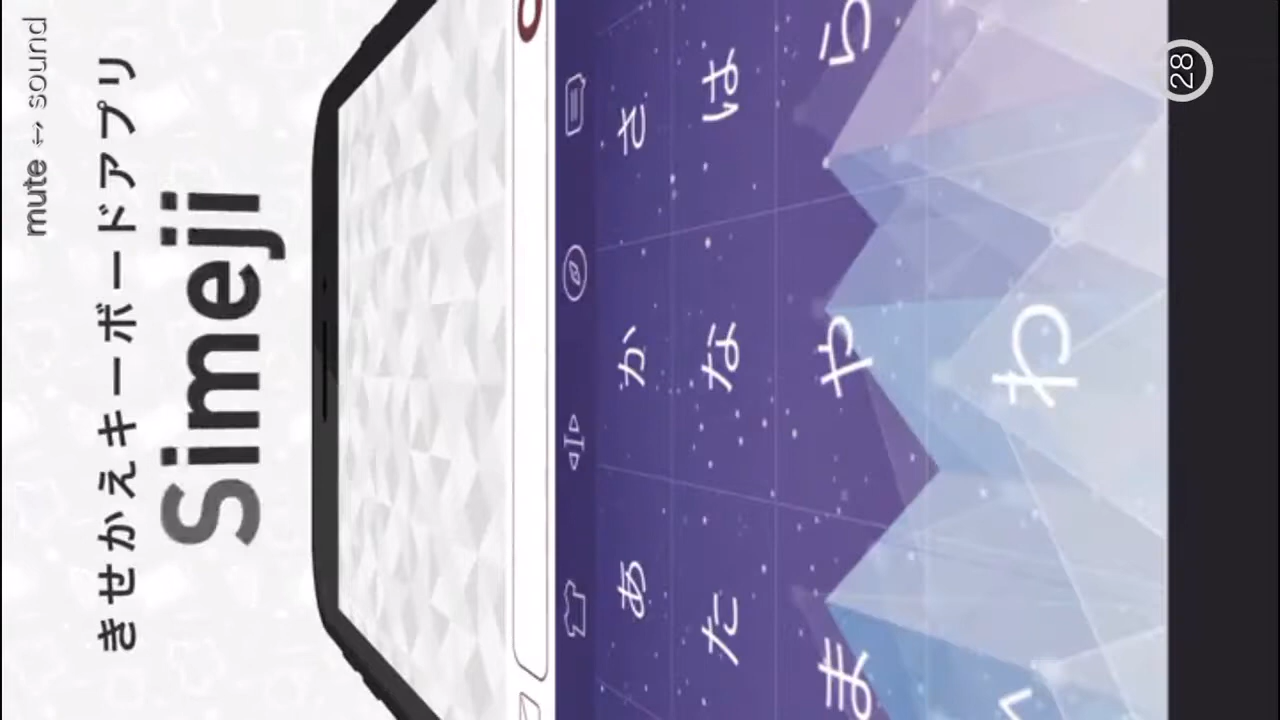 mute ↔ sound
きせかえキーボードアプリ
Simeji
あ か さ
た な は
ま や ら
わ
28